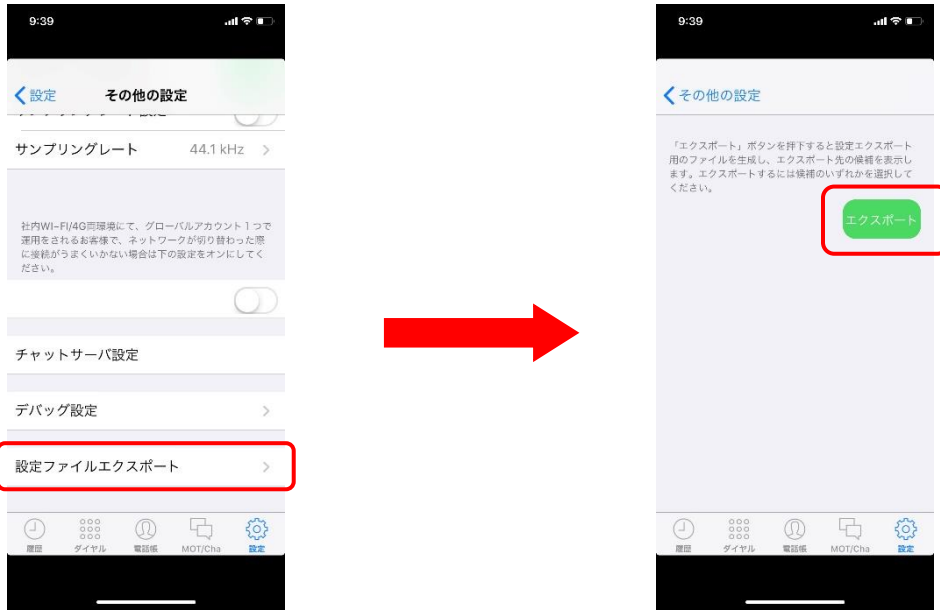 9:39
設定
その他の設定
サンプリングレート
44.1 kHz
社内WI-FI/4G両環境にて、グローバルアカウント1つで
運用をされるお客様で、ネットワークが切り替わった際
に接続がうまくいかない場合は下の設定をオンにしてく
ださい。
チャットサーバ設定
デバッグ設定
設定ファイルエクスポート
履歴
ダイヤル
電話帳
MOT/Cha
設定
9:39
その他の設定
「エクスポート」ボタンを押下すると設定エクスポート
用のファイルを生成し、エクスポート先の候補を表示し
ます。エクスポートするには候補のいずれかを選択して
ください。
エクスポート
履歴
ダイヤル
電話帳
MOT/Cha
設定